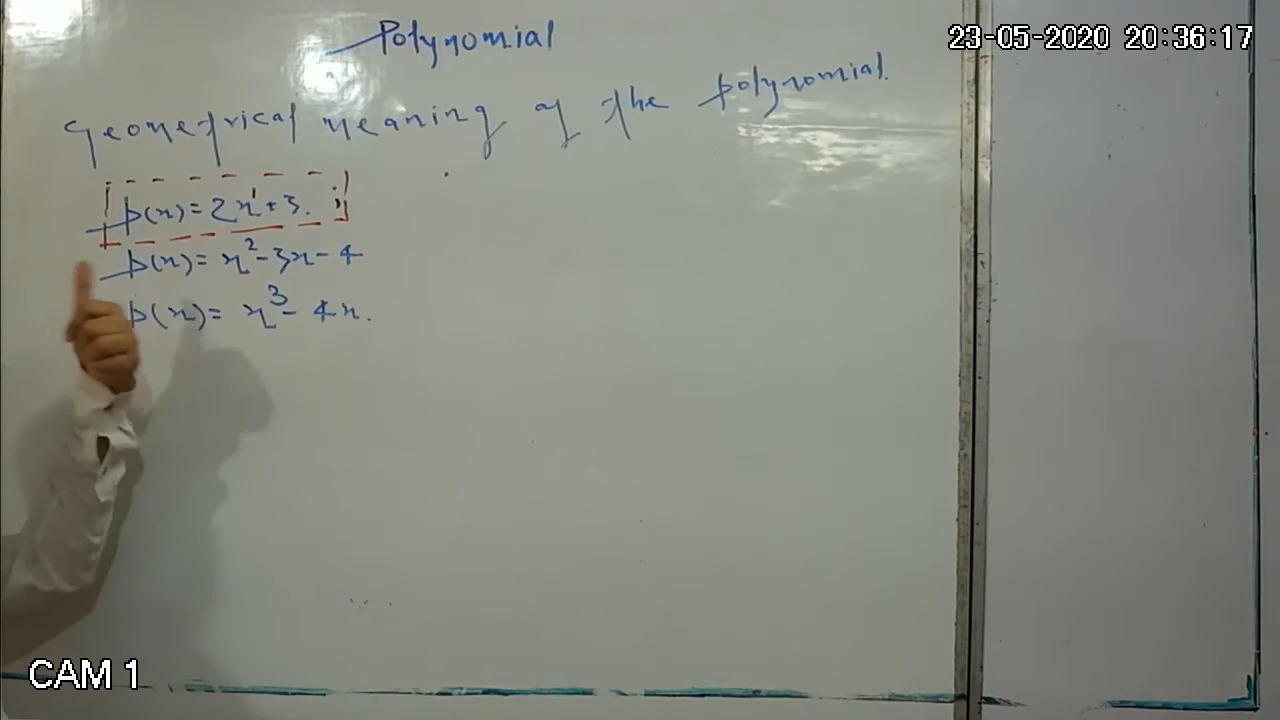 Polynomial
23-05-2020 20:36:17
Geometrical meaning of the polynomial.
p(x) = 2x¹+3. ;
p(x) = x²-3x-4
p(x) = x³-4x.
CAM 1